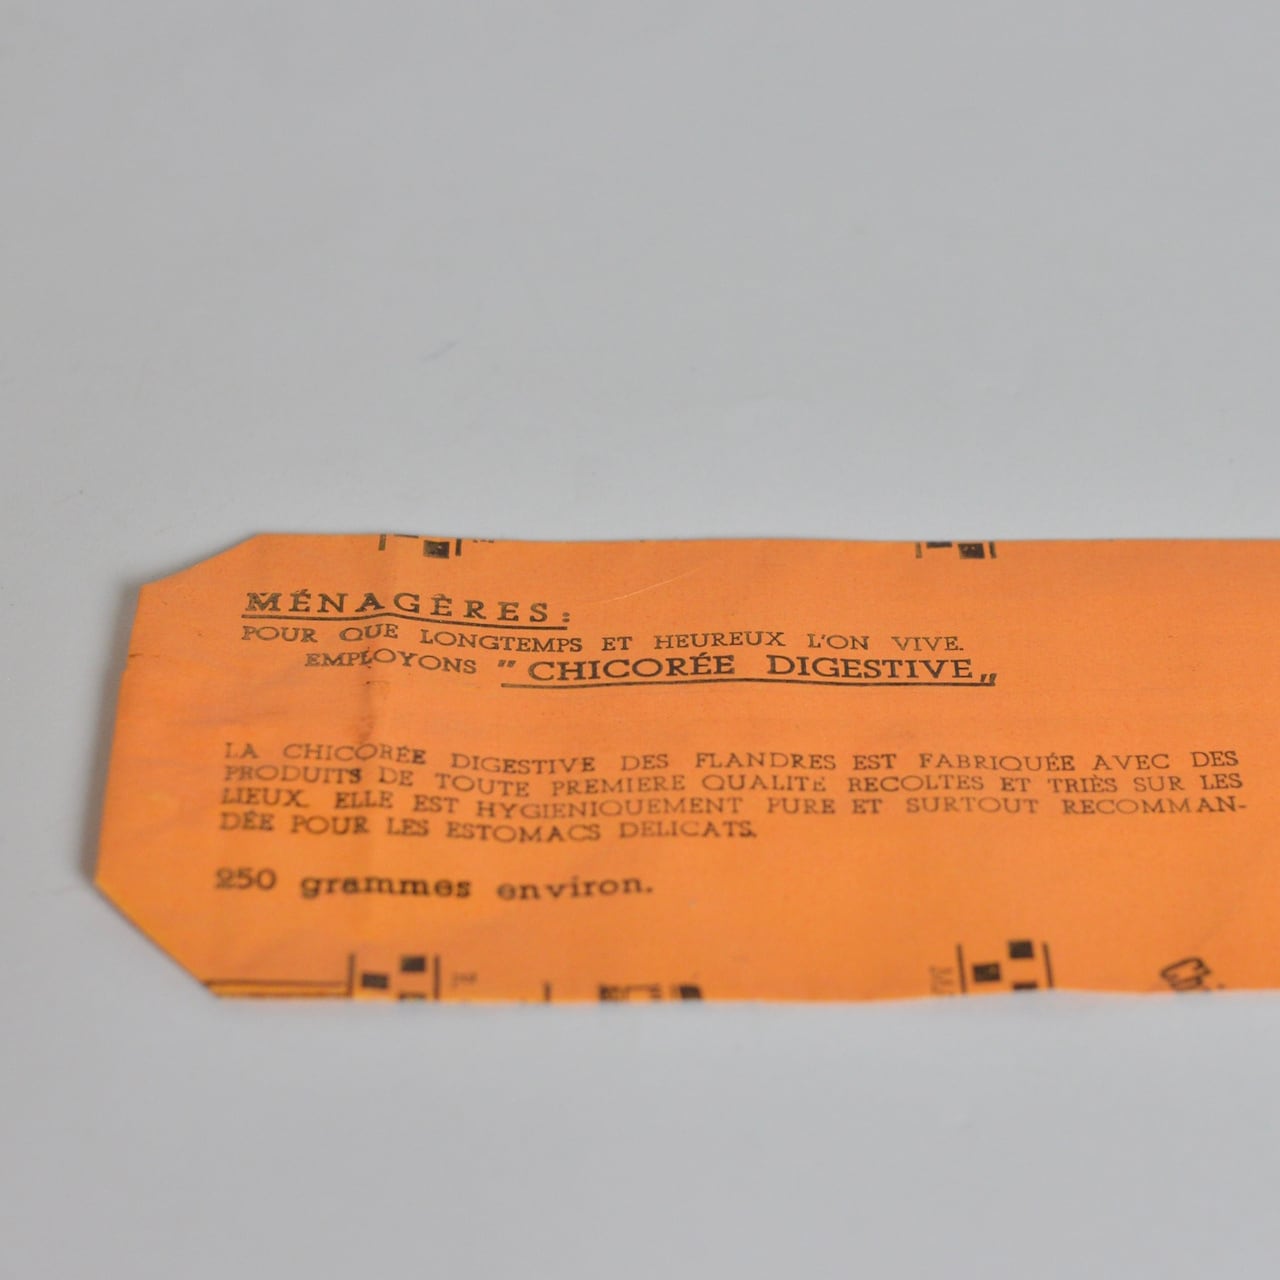 MÉNAGÈRES:
POUR QUE LONGTEMPS ET HEUREUX L'ON VIVE.
EMPLOYONS " CHICORÉE DIGESTIVE„
LA CHICORÉE DIGESTIVE DES FLANDRES EST FABRIQUÉE AVEC DES
PRODUITS DE TOUTE PREMIERE QUALITÉ RECOLTES ET TRIÈS SUR LES
LIEUX. ELLE EST HYGIENIQUEMENT PURE ET SURTOUT RECOMMAN-
DÉE POUR LES ESTOMACS DELICATS.
250 grammes environ.